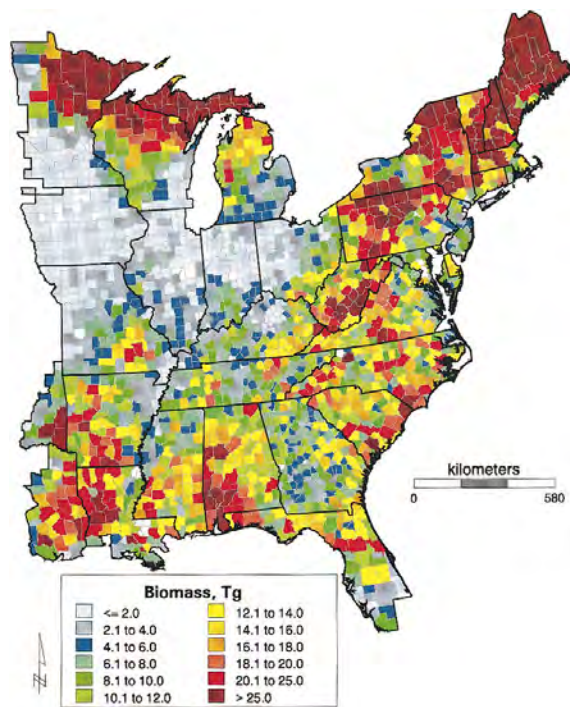 kilometers
0 580
Biomass, Tg
<= 2.0
2.1 to 4.0
4.1 to 6.0
6.1 to 8.0
8.1 to 10.0
10.1 to 12.0
12.1 to 14.0
14.1 to 16.0
16.1 to 18.0
18.1 to 20.0
20.1 to 25.0
> 25.0